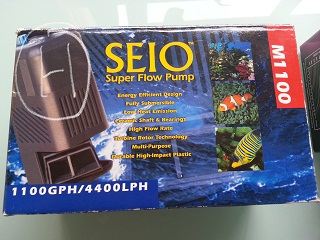 SEIO
Super Flow Pump
Energy Efficient Design
Fully Submersible
Low Heat Emission
Ceramic Shaft & Bearings
High Flow Rate
Turbine Rotor Technology
Multi-Purpose
Durable High-Impact Plastic
M1100
1100GPH/4400LPH